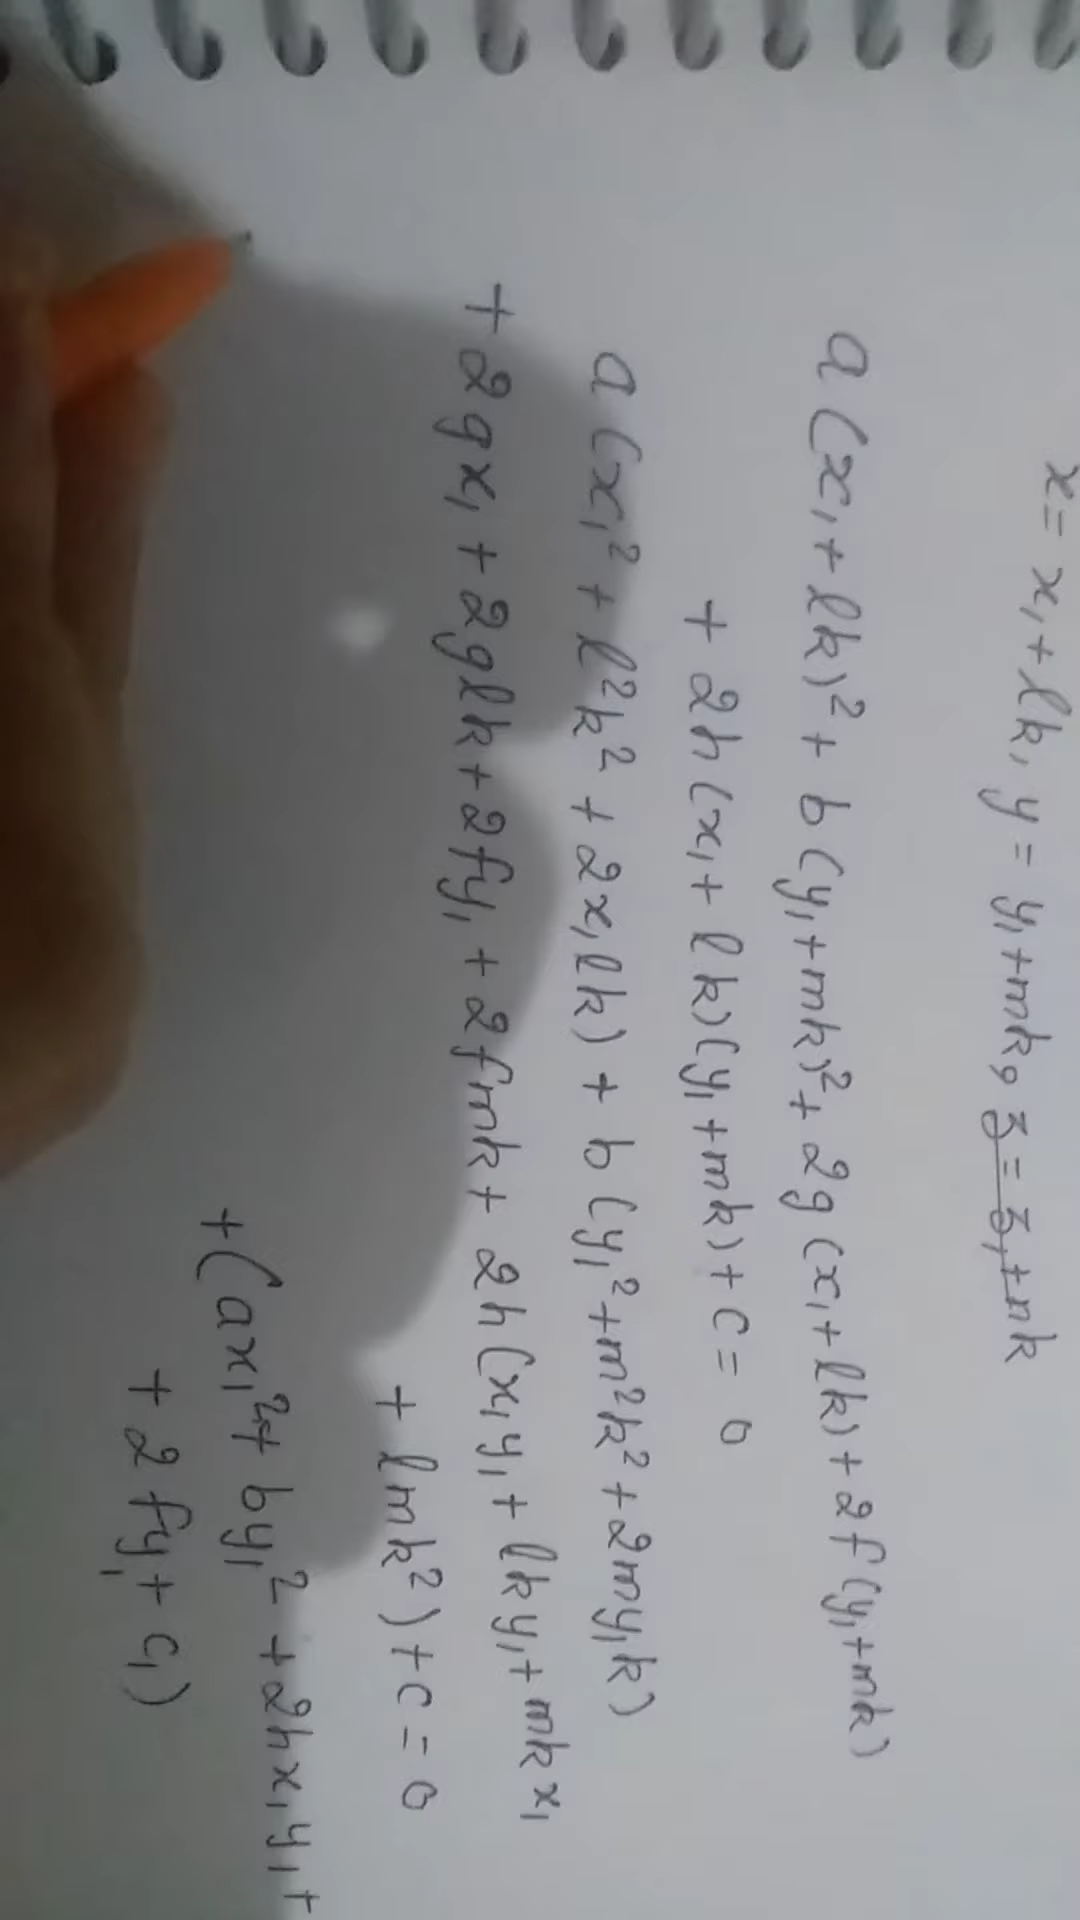 x = x₁ + lk, y = y₁ + mk, z = z₁ + nk
a (x₁ + lk)² + b (y₁ + mk)² + 2g (x₁ + lk) + 2f (y₁ + mk)
+ 2h (x₁ + lk) (y₁ + mk) + c = 0
a (x₁² + l²k² + 2x₁lk) + b (y₁² + m²k² + 2my₁k)
+ 2gx₁ + 2glk + 2fy₁ + 2fmk + 2h (x₁y₁ + lky₁ + mkx₁
+ lmk²) + c = 0
+ (ax₁² + by₁² + 2hx₁y₁ +
+ 2fy₁ + c₁)